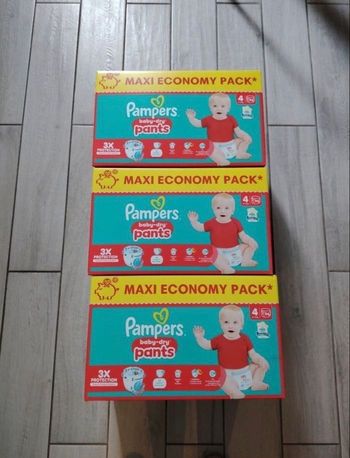 MAXI ECONOMY PACK*
Pampers
baby-dry
pants
4
3X
PROTECTION
MAXI ECONOMY PACK*
Pampers
baby-dry
pants
4
3X
PROTECTION
MAXI ECONOMY PACK*
Pampers
baby-dry™
pants
4
3X
PROTECTION